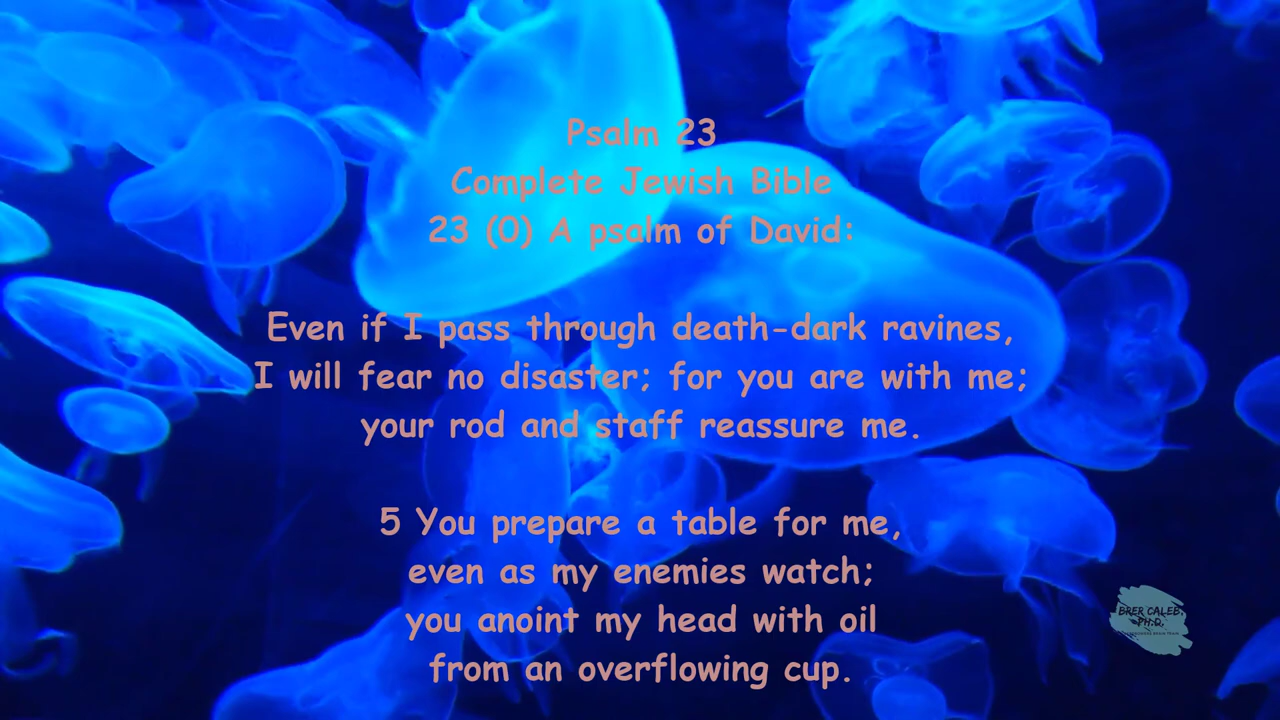 Psalm 23
Complete Jewish Bible
23 (0) A psalm of David:
Even if I pass through death-dark ravines,
I will fear no disaster; for you are with me;
your rod and staff reassure me.
5 You prepare a table for me,
even as my enemies watch;
you anoint my head with oil
from an overflowing cup.
BRER CALEB,
PH.D.